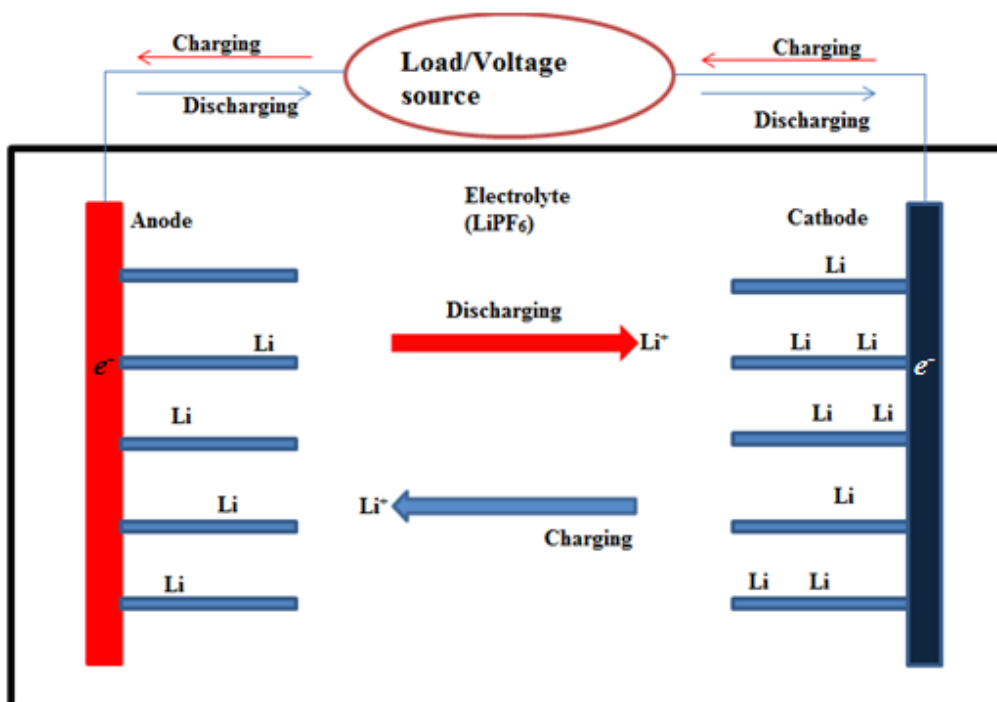 Charging
Load/Voltage
source
Charging
Discharging
Discharging
Electrolyte
(LiPF₆)
Anode
Cathode
Li
Discharging
Li
Li⁺
Li Li
e⁻
e⁻
Li
Li Li
Li
Li⁺
Li
Charging
Li
Li Li